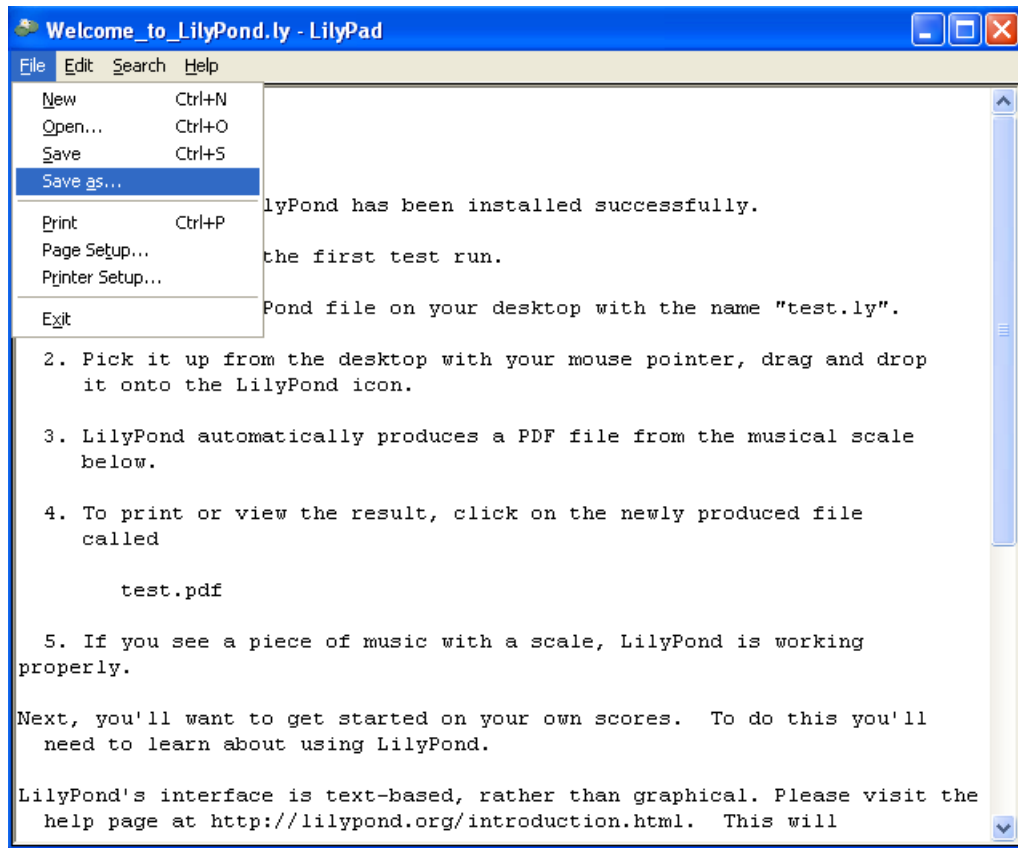 Welcome_to_LilyPond.ly - LilyPad
File Edit Search Help
New Ctrl+N
Open... Ctrl+O
Save Ctrl+S
Save as...
Print Ctrl+P
Page Setup...
Printer Setup...
Exit
lyPond has been installed successfully.
the first test run.
Pond file on your desktop with the name "test.ly".
2. Pick it up from the desktop with your mouse pointer, drag and drop
it onto the LilyPond icon.
3. LilyPond automatically produces a PDF file from the musical scale
below.
4. To print or view the result, click on the newly produced file
called
test.pdf
5. If you see a piece of music with a scale, LilyPond is working
properly.
Next, you'll want to get started on your own scores.  To do this you'll
need to learn about using LilyPond.
LilyPond's interface is text-based, rather than graphical. Please visit the
help page at http://lilypond.org/introduction.html.  This will